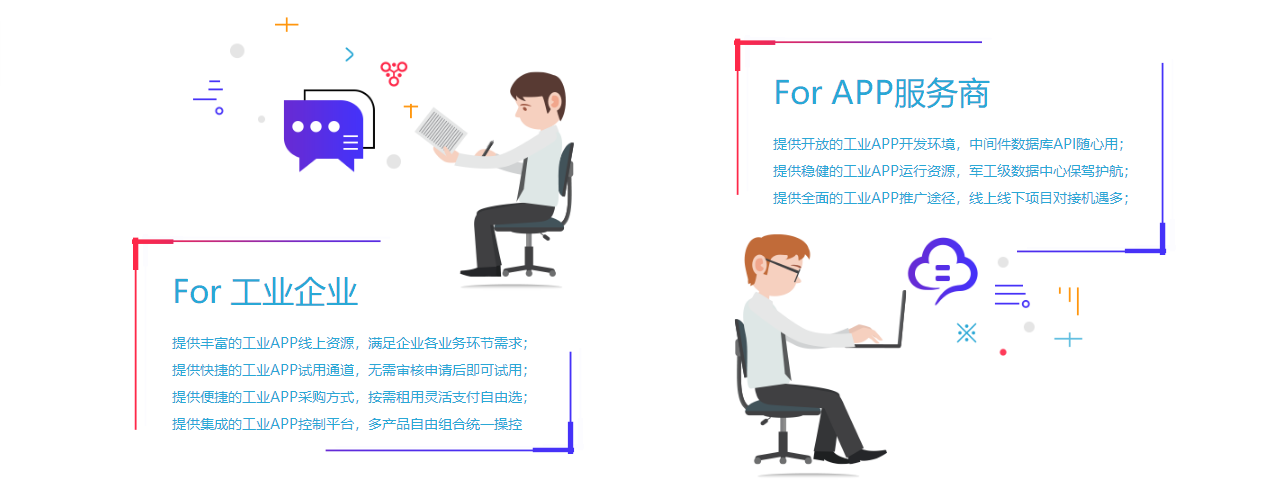 For 工业企业
提供丰富的工业APP线上资源，满足企业各业务环节需求；
提供快捷的工业APP试用通道，无需审核申请后即可试用；
提供便捷的工业APP采购方式，按需租用灵活支付自由选；
提供集成的工业APP控制平台，多产品自由组合统一操控
For APP服务商
提供开放的工业APP开发环境，中间件数据库API随心用；
提供稳健的工业APP运行资源，军工级数据中心保驾护航；
提供全面的工业APP推广途径，线上线下项目对接机遇多；